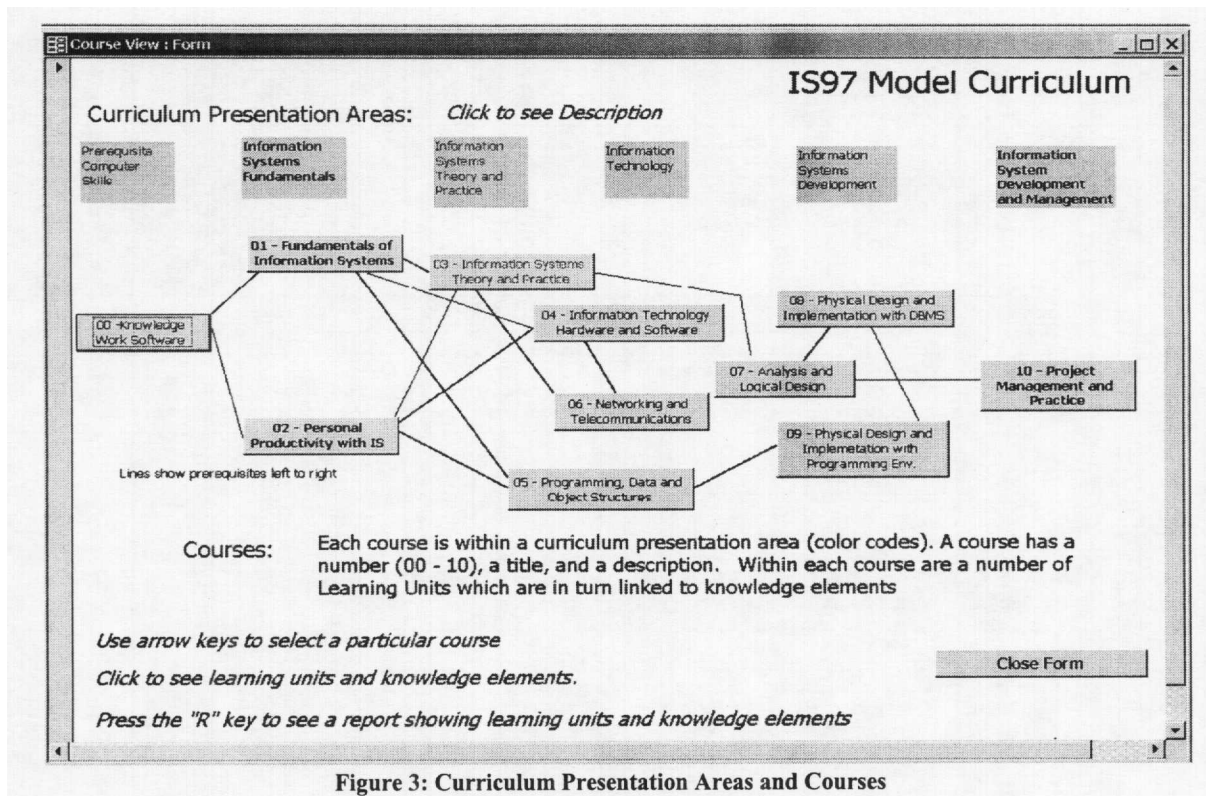 Course View : Form
IS97 Model Curriculum
Curriculum Presentation Areas:
Click to see Description
Prerequisite
Computer
Skills
Information
Systems
Fundamentals
Information
Systems
Theory and
Practice
Information
Technology
Information
Systems
Development
Information
System
Development
and Management
01 - Fundamentals of
Information Systems
03 - Information Systems
Theory and Practice
08 - Physical Design and
Implementation with DBMS
00 -Knowledge
Work Software
04 - Information Technology
Hardware and Software
07 - Analysis and
Logical Design
10 - Project
Management and
Practice
06 - Networking and
Telecommunications
02 - Personal
Productivity with IS
09 - Physical Design and
Implemetation with
Programming Env.
Lines show prerequisites left to right
05 - Programming, Data and
Object Structures
Courses:
Each course is within a curriculum presentation area (color codes). A course has a
number (00 - 10), a title, and a description. Within each course are a number of
Learning Units which are in turn linked to knowledge elements
Use arrow keys to select a particular course
Click to see learning units and knowledge elements.
Close Form
Press the "R" key to see a report showing learning units and knowledge elements
Figure 3: Curriculum Presentation Areas and Courses